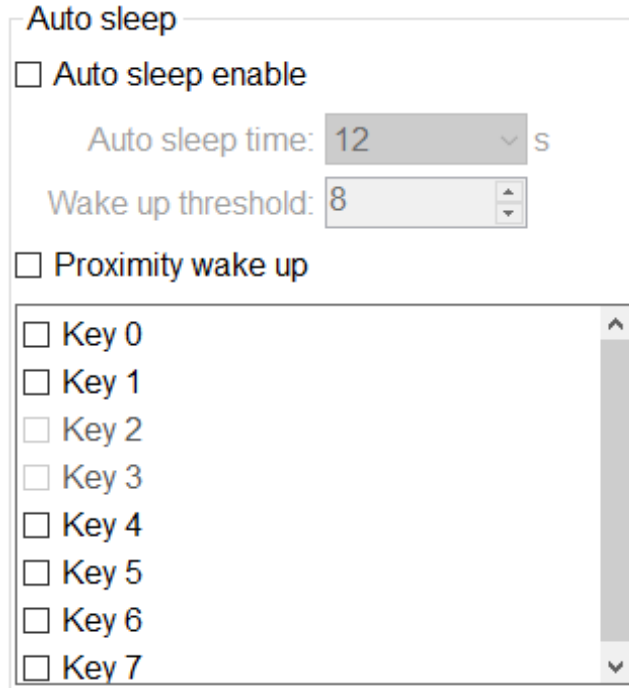 Auto sleep
Auto sleep enable
Auto sleep time: 12 s
Wake up threshold: 8
Proximity wake up
Key 0
Key 1
Key 2
Key 3
Key 4
Key 5
Key 6
Key 7